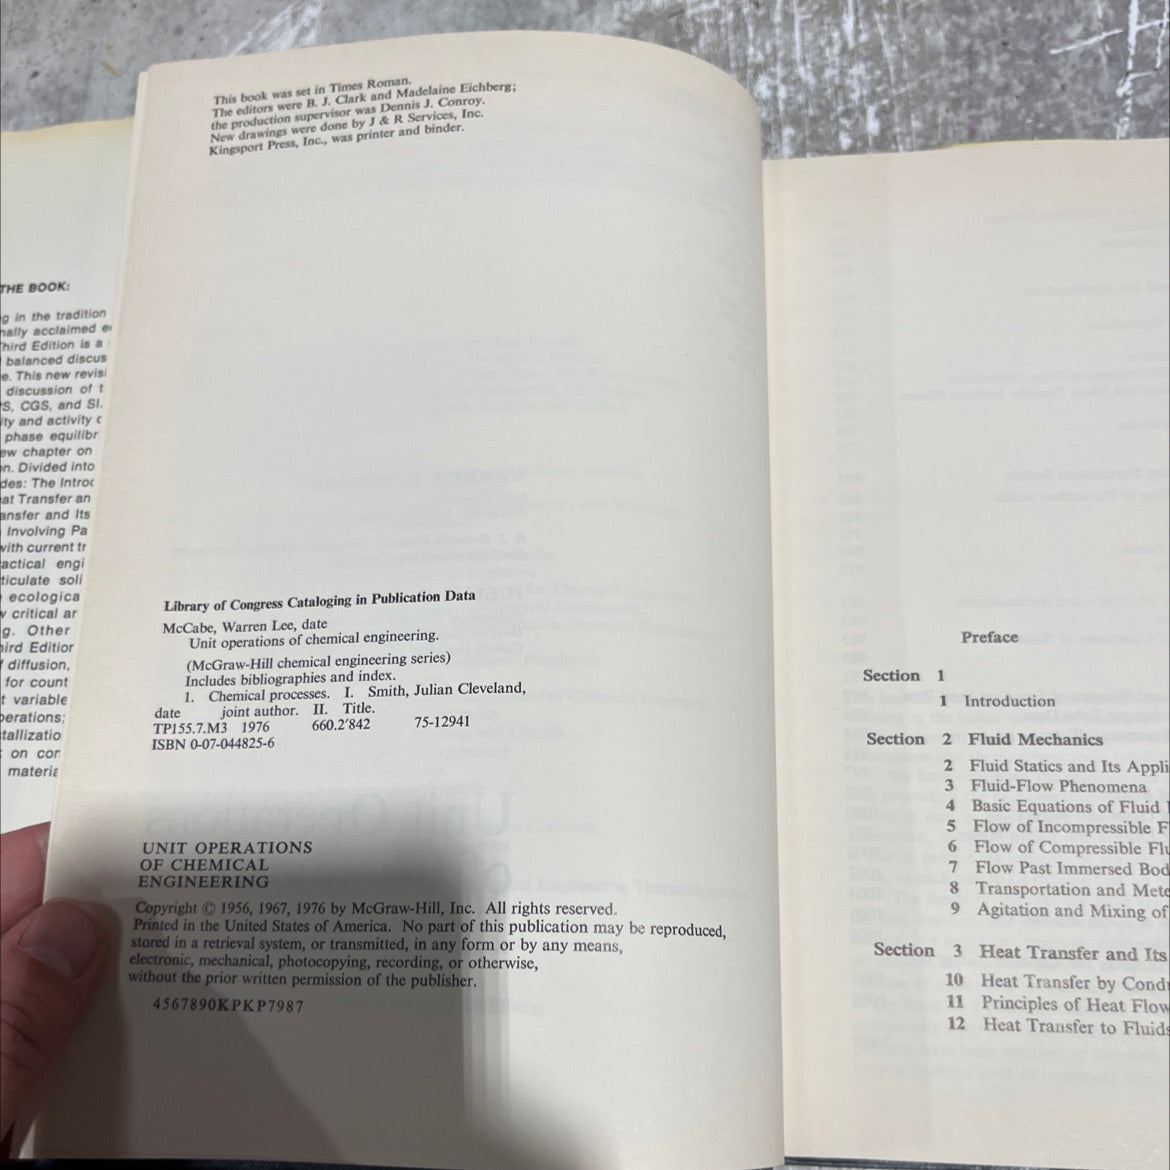 THE BOOK:
g in the tradition
nally acclaimed e
Third Edition is a
balanced discus
e. This new revisi
discussion of t
PS, CGS, and SI.
ity and activity c
phase equilibr
ew chapter on
n. Divided into
des: The Introc
at Transfer an
ansfer and Its
Involving Pa
with current tr
actical engi
ticulate soli
ecologica
critical ar
g. Other
hird Edition
diffusion,
for count
t variable
perations;
tallizatio
on cor
materia
This book was set in Times Roman.
The editors were B. J. Clark and Madelaine Eichberg;
the production supervisor was Dennis J. Conroy.
New drawings were done by J & R Services, Inc.
Kingsport Press, Inc., was printer and binder.
Library of Congress Cataloging in Publication Data
McCabe, Warren Lee, date
Unit operations of chemical engineering.
(McGraw-Hill chemical engineering series)
Includes bibliographies and index.
1. Chemical processes. I. Smith, Julian Cleveland,
date joint author. II. Title.
TP155.7.M3 1976 660.2'842 75-12941
ISBN 0-07-044825-6
UNIT OPERATIONS
OF CHEMICAL
ENGINEERING
Copyright © 1956, 1967, 1976 by McGraw-Hill, Inc. All rights reserved.
Printed in the United States of America. No part of this publication may be reproduced,
stored in a retrieval system, or transmitted, in any form or by any means,
electronic, mechanical, photocopying, recording, or otherwise,
without the prior written permission of the publisher.
4567890KPKP7987
Preface
Section 1
1 Introduction
Section 2 Fluid Mechanics
2 Fluid Statics and Its Appli
3 Fluid-Flow Phenomena
4 Basic Equations of Fluid
5 Flow of Incompressible F
6 Flow of Compressible Flu
7 Flow Past Immersed Bod
8 Transportation and Mete
9 Agitation and Mixing of
Section 3 Heat Transfer and Its
10 Heat Transfer by Cond
11 Principles of Heat Flow
12 Heat Transfer to Fluids